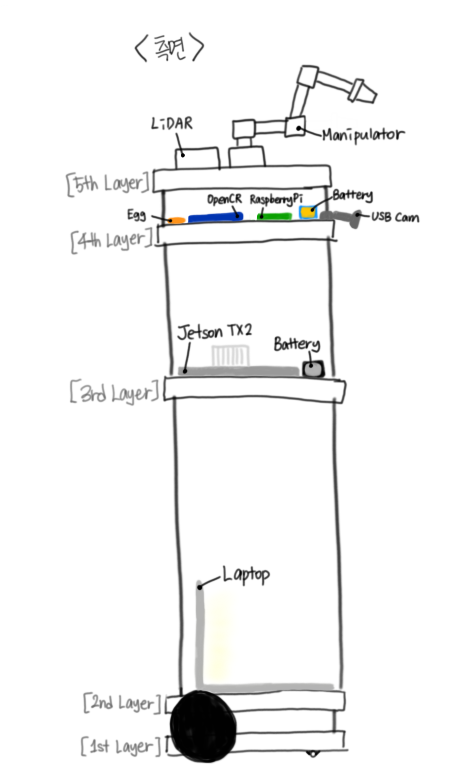 <측면>
LiDAR
Manipulator
[5th Layer]
OpenCR
RaspberryPi
Battery
Egg
USB Cam
[4th Layer]
Jetson TX2
Battery
[3rd Layer]
Laptop
[2nd Layer]
[1st Layer]